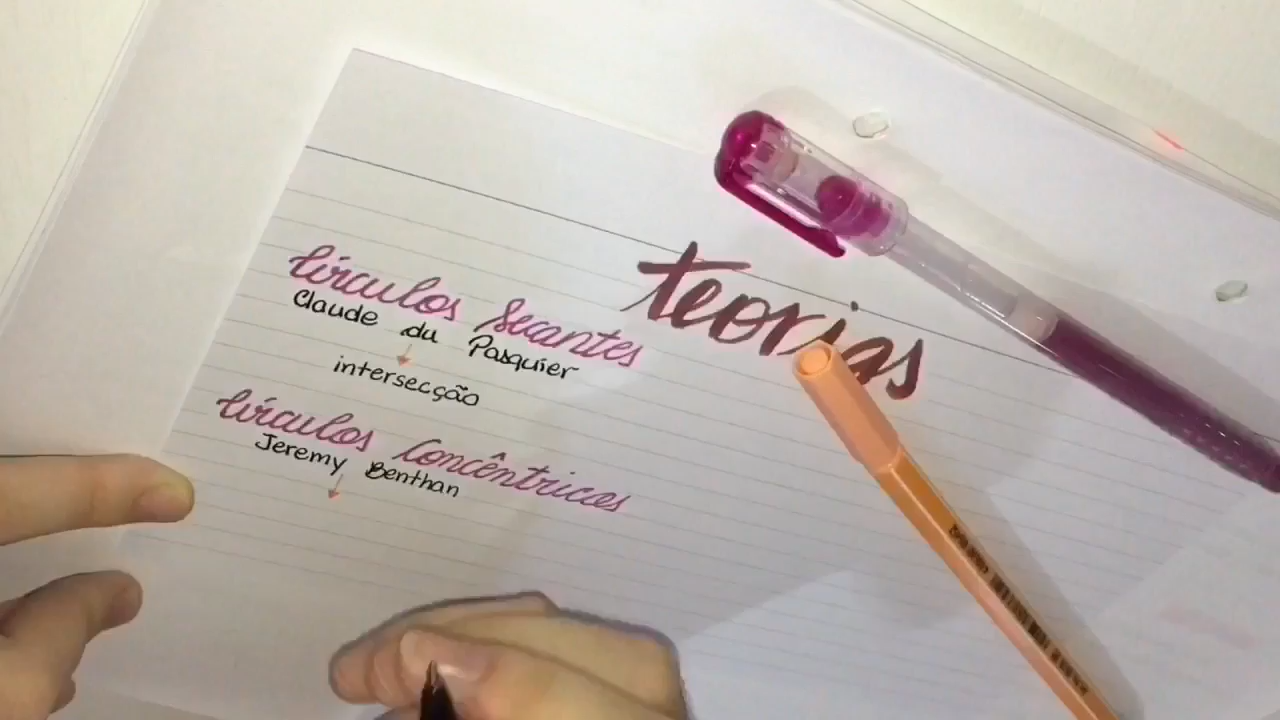 teorias
Círculos Secantes
Claude du Pasquier
intersecção
Círculos Concêntricos
Jeremy Benthan